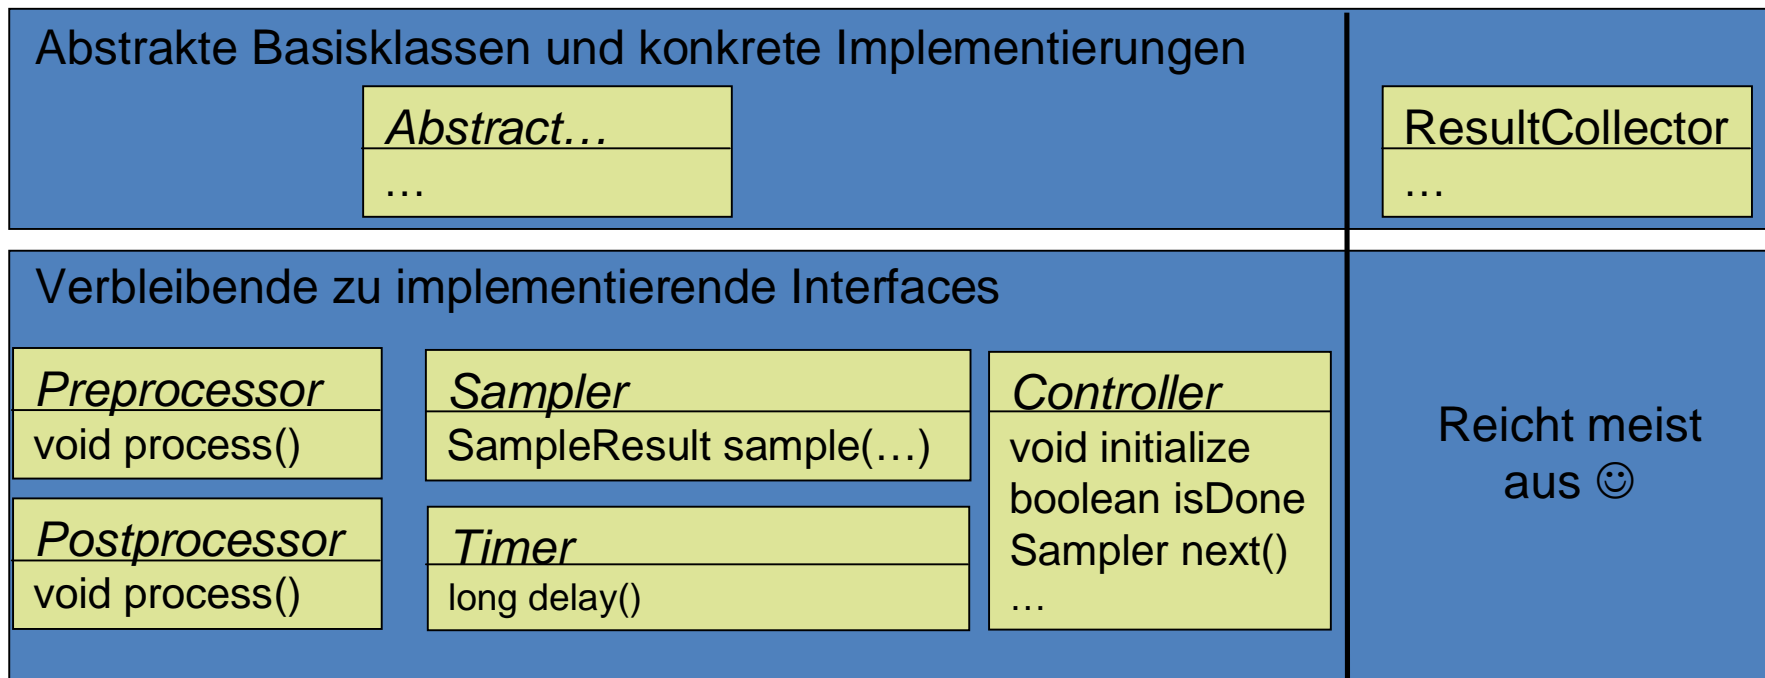 Abstrakte Basisklassen und konkrete Implementierungen
Abstract…
…
ResultCollector
…
Verbleibende zu implementierende Interfaces
Preprocessor
void process()
Postprocessor
void process()
Sampler
SampleResult sample(…)
Timer
long delay()
Controller
void initialize
boolean isDone
Sampler next()
…
Reicht meist
aus ☺